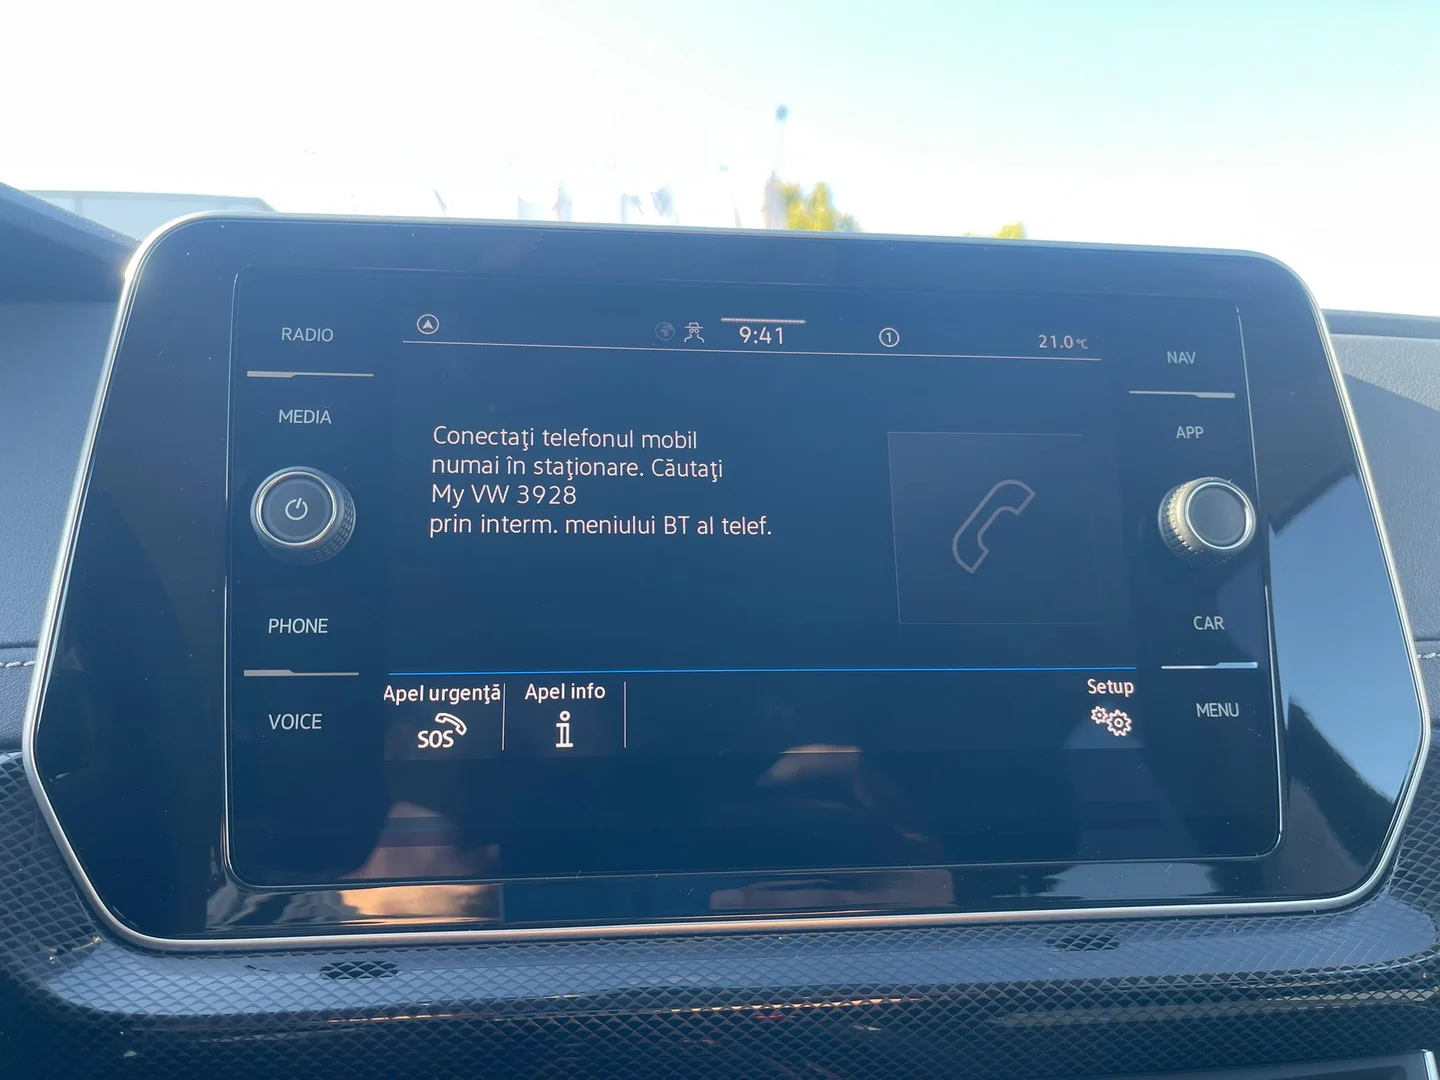 RADIO
MEDIA
PHONE
VOICE
9:41
1
21.0°C
Conectaţi telefonul mobil
numai în staţionare. Căutaţi
My VW 3928
prin interm. meniului BT al telef.
Apel urgenţă
SOS
Apel info
i
Setup
NAV
APP
CAR
MENU